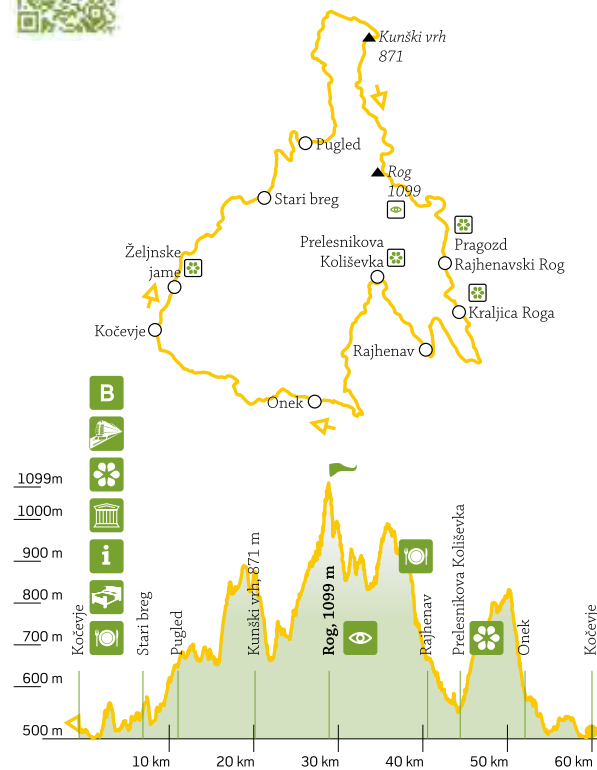 Kunški vrh
871
Pugled
Rog
1099
Stari breg
Prelesnikova
Koliševka
Pragozd
Rajhenavski Rog
Željnske
jame
Kraljica Roga
Kočevje
Rajhenav
Onek
B
i
1099m
1000m
900 m
800 m
700 m
600 m
500 m
Kočevje
Stari breg
Pugled
Kunški vrh, 871 m
Rog, 1099 m
Rajhenav
Prelesnikova Koliševka
Onek
Kočevje
10 km
20 km
30 km
40 km
50 km
60 km